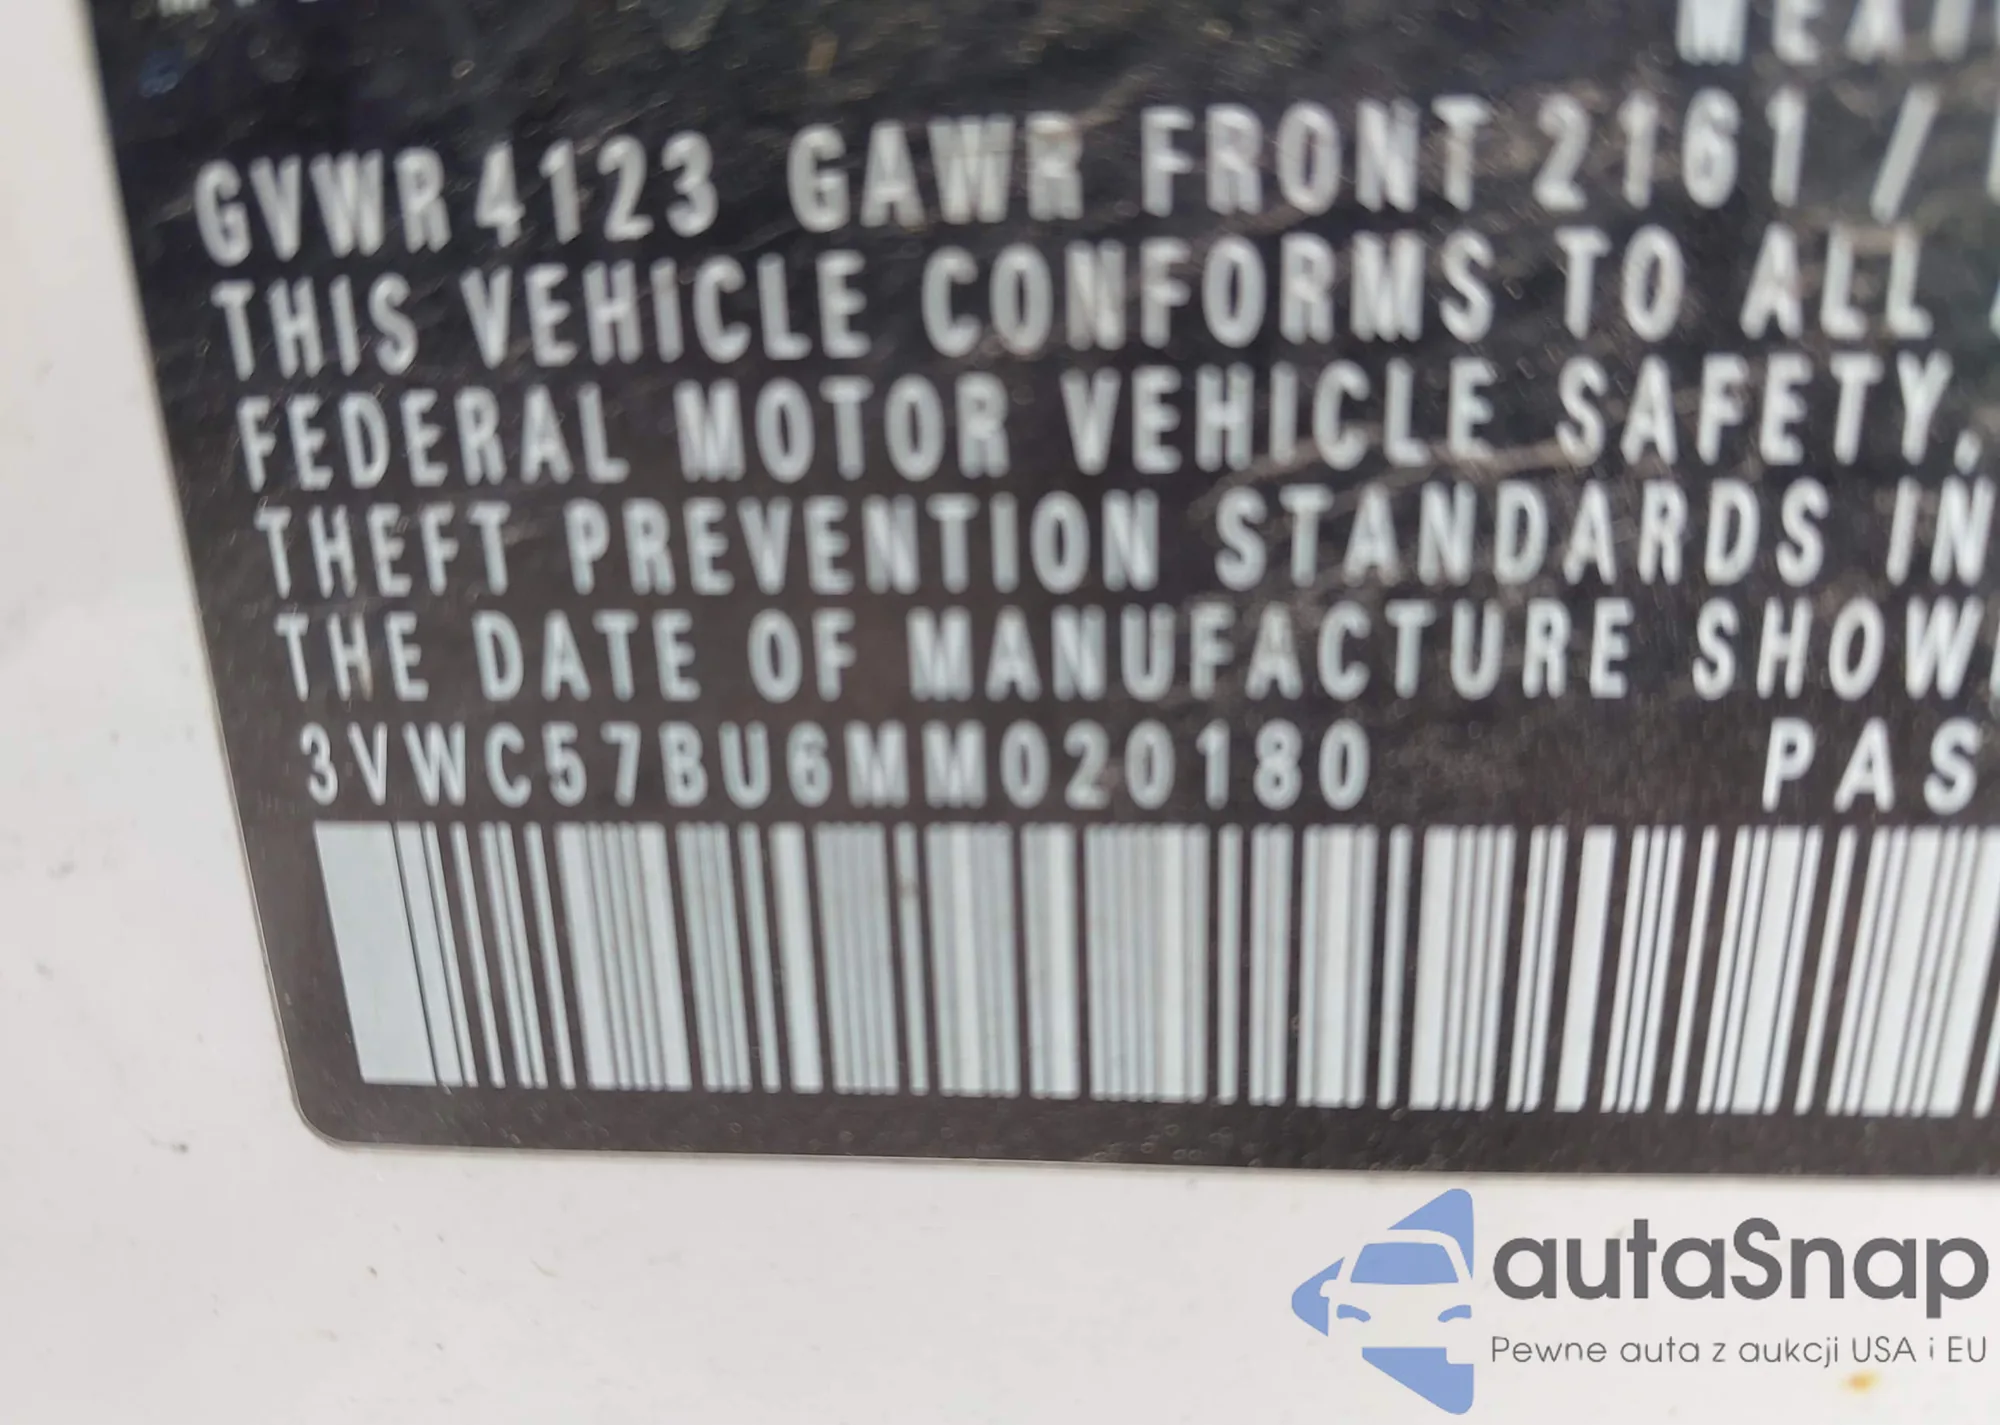 MEXI
GVWR 4123 GAWR FRONT 2161 /
THIS VEHICLE CONFORMS TO ALL
FEDERAL MOTOR VEHICLE SAFETY,
THEFT PREVENTION STANDARDS IN
THE DATE OF MANUFACTURE SHOW
3VWC57BU6MM020180 PAS
autaSnap
Pewne auta z aukcji USA i EU